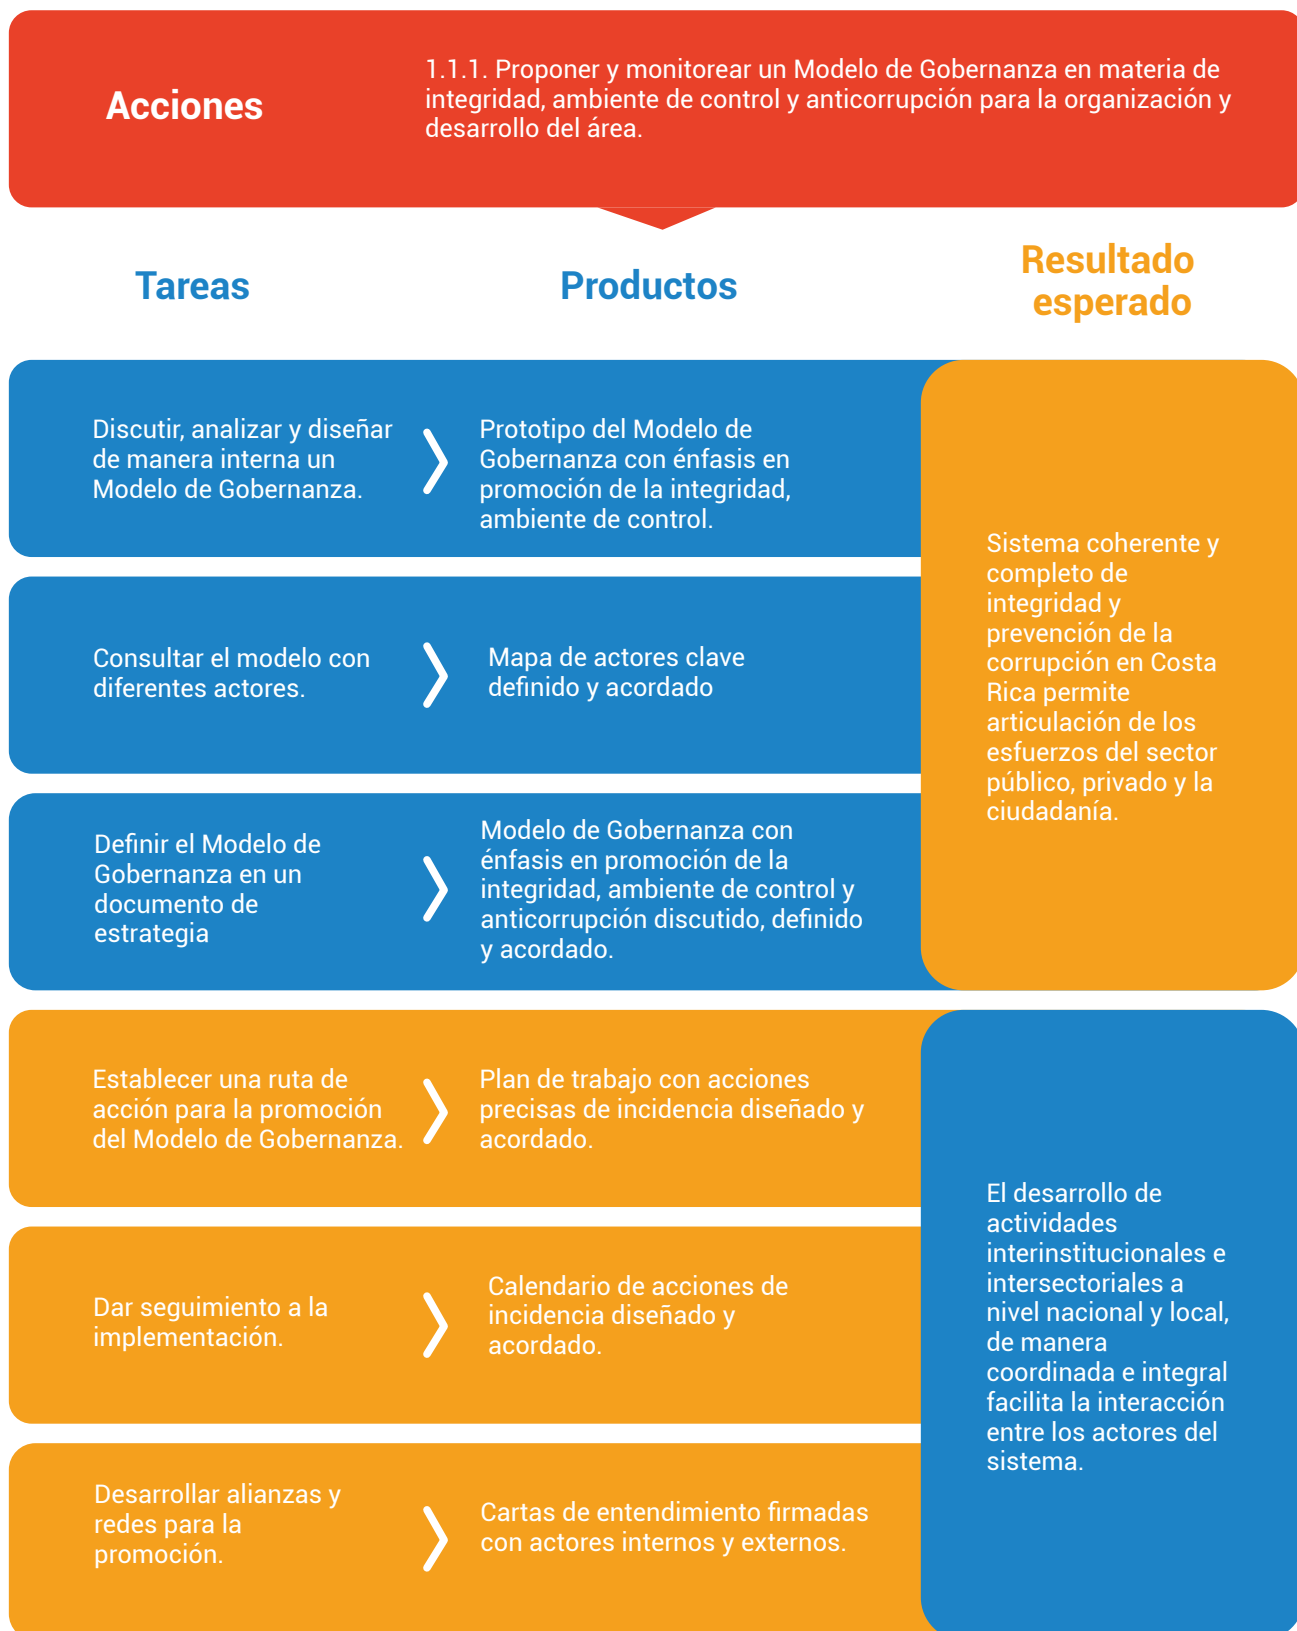 Acciones
1.1.1. Proponer y monitorear un Modelo de Gobernanza en materia de
integridad, ambiente de control y anticorrupción para la organización y
desarrollo del área.
Tareas
Productos
Resultado
esperado
Discutir, analizar y diseñar
de manera interna un
Modelo de Gobernanza.
Prototipo del Modelo de
Gobernanza con énfasis en
promoción de la integridad,
ambiente de control.
Consultar el modelo con
diferentes actores.
Mapa de actores clave
definido y acordado
Definir el Modelo de
Gobernanza en un
documento de
estrategia
Modelo de Gobernanza con
énfasis en promoción de la
integridad, ambiente de control y
anticorrupción discutido, definido
y acordado.
Sistema coherente y
completo de
integridad y
prevención de la
corrupción en Costa
Rica permite
articulación de los
esfuerzos del sector
público, privado y la
ciudadanía.
Establecer una ruta de
acción para la promoción
del Modelo de Gobernanza.
Plan de trabajo con acciones
precisas de incidencia diseñado y
acordado.
Dar seguimiento a la
implementación.
Calendario de acciones de
incidencia diseñado y
acordado.
Desarrollar alianzas y
redes para la
promoción.
Cartas de entendimiento firmadas
con actores internos y externos.
El desarrollo de
actividades
interinstitucionales e
intersectoriales a
nivel nacional y local,
de manera
coordinada e integral
facilita la interacción
entre los actores del
sistema.